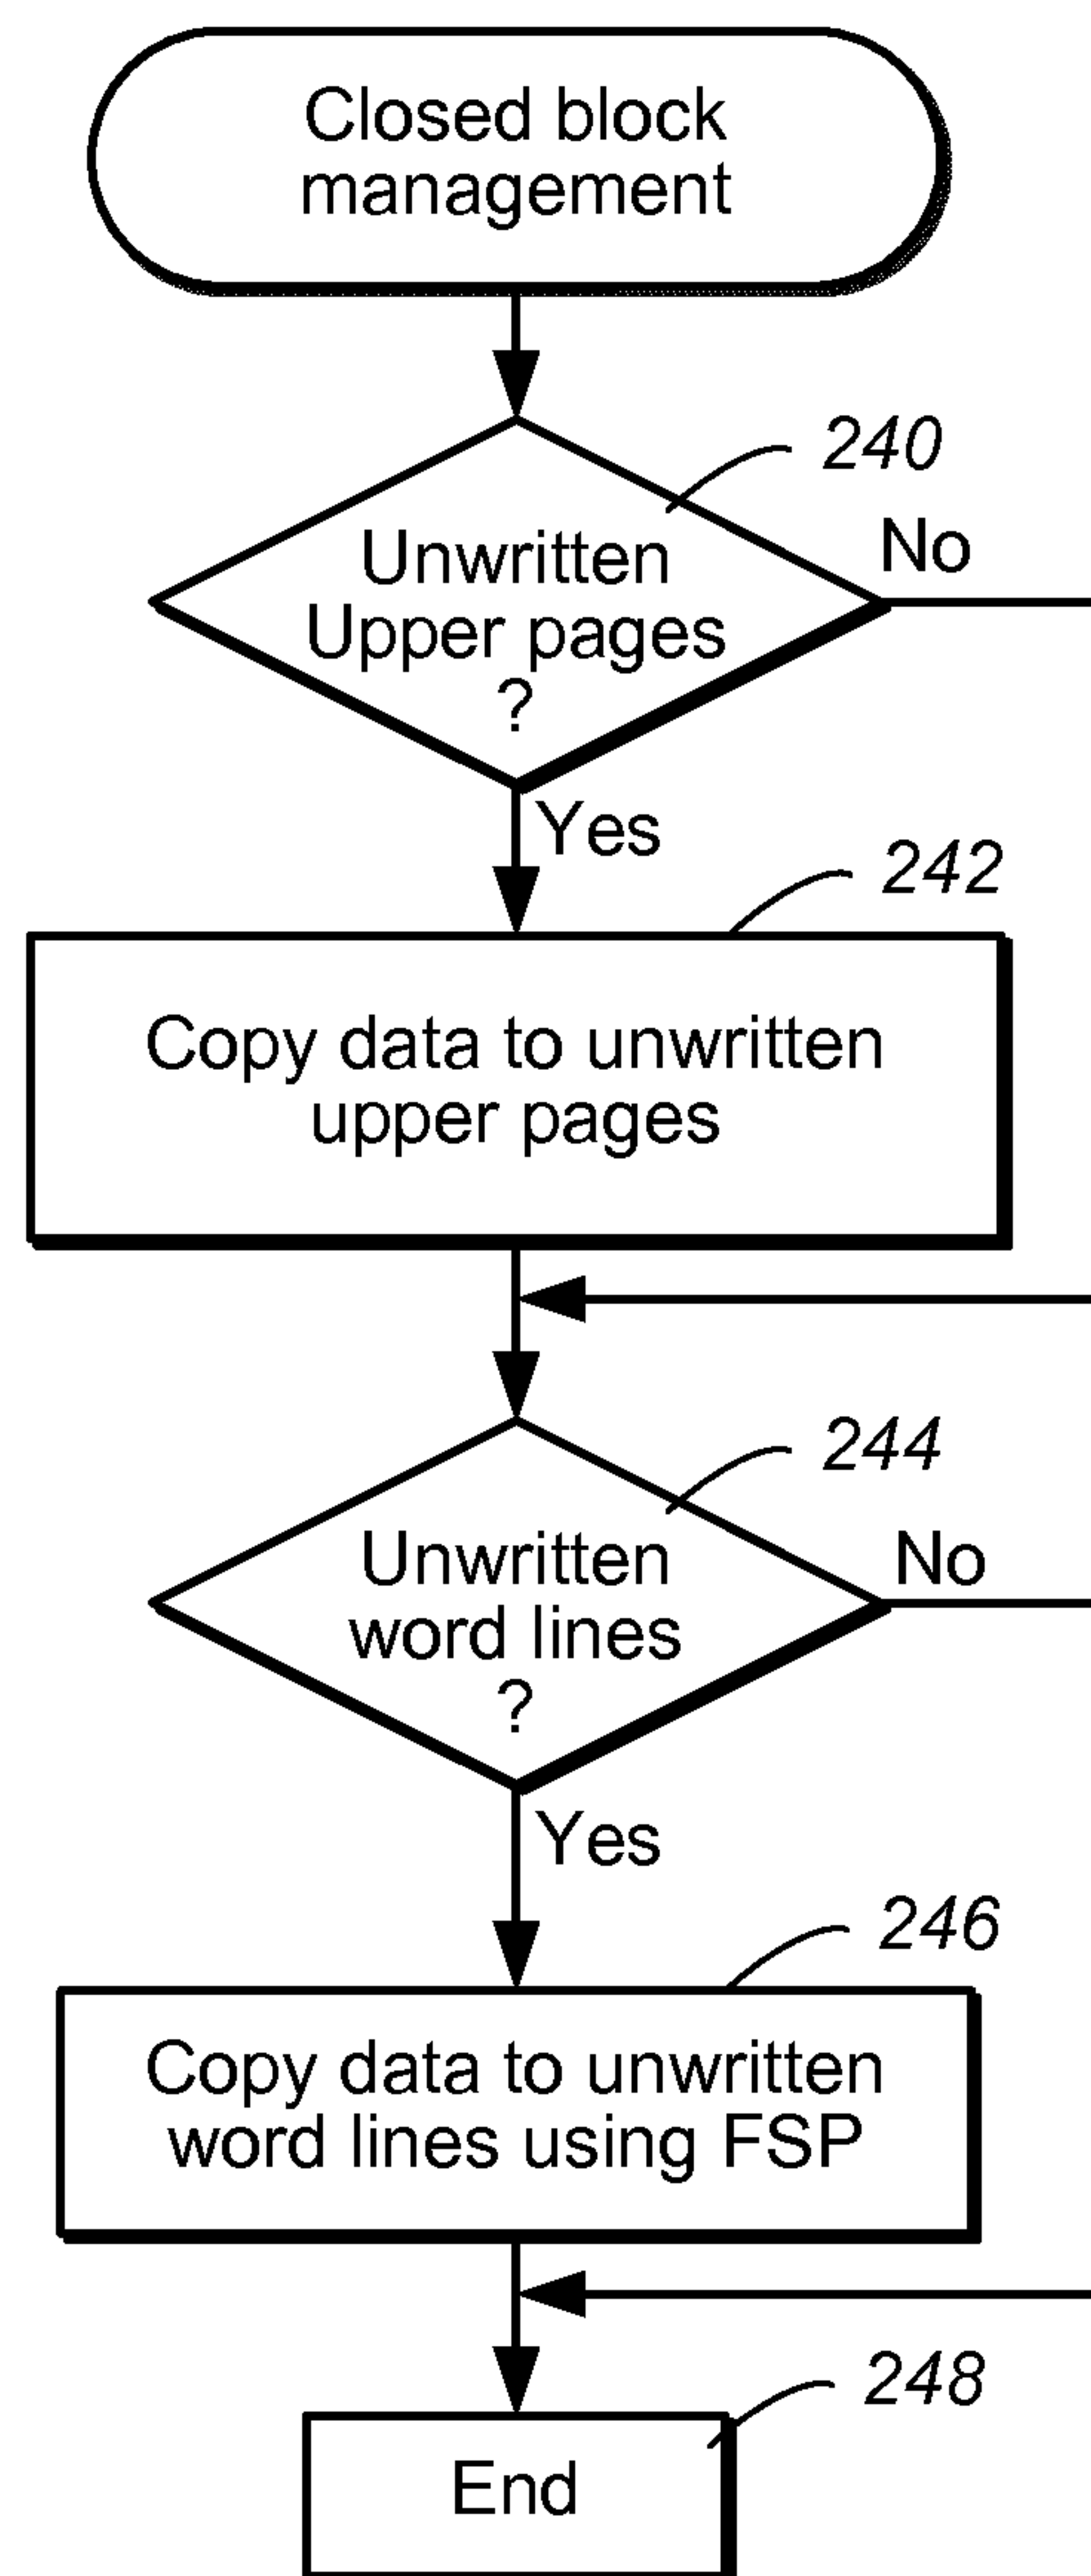 Closed block
management
240
Unwritten
Upper pages
?
No
Yes
242
Copy data to unwritten
upper pages
244
Unwritten
word lines
?
No
Yes
246
Copy data to unwritten
word lines using FSP
248
End